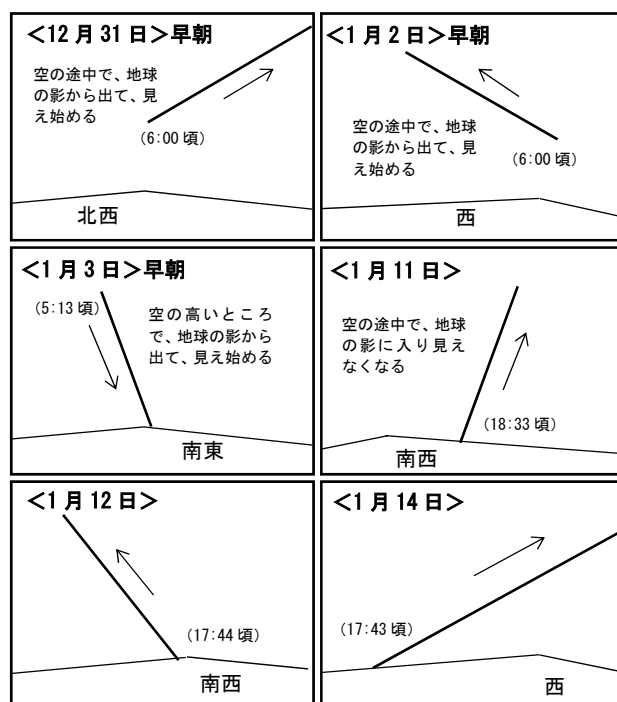 <12月31日>早朝
空の途中で、地球
の影から出て、見
え始める
(6:00頃)
北西
<1月2日>早朝
空の途中で、地球
の影から出て、見
え始める
(6:00頃)
西
<1月3日>早朝
(5:13頃)
空の高いところ
で、地球の影から
出て、見え始める
南東
<1月11日>
空の途中で、地球
の影に入り見え
なくなる
(18:33頃)
南西
<1月12日>
(17:44頃)
南西
<1月14日>
(17:43頃)
西